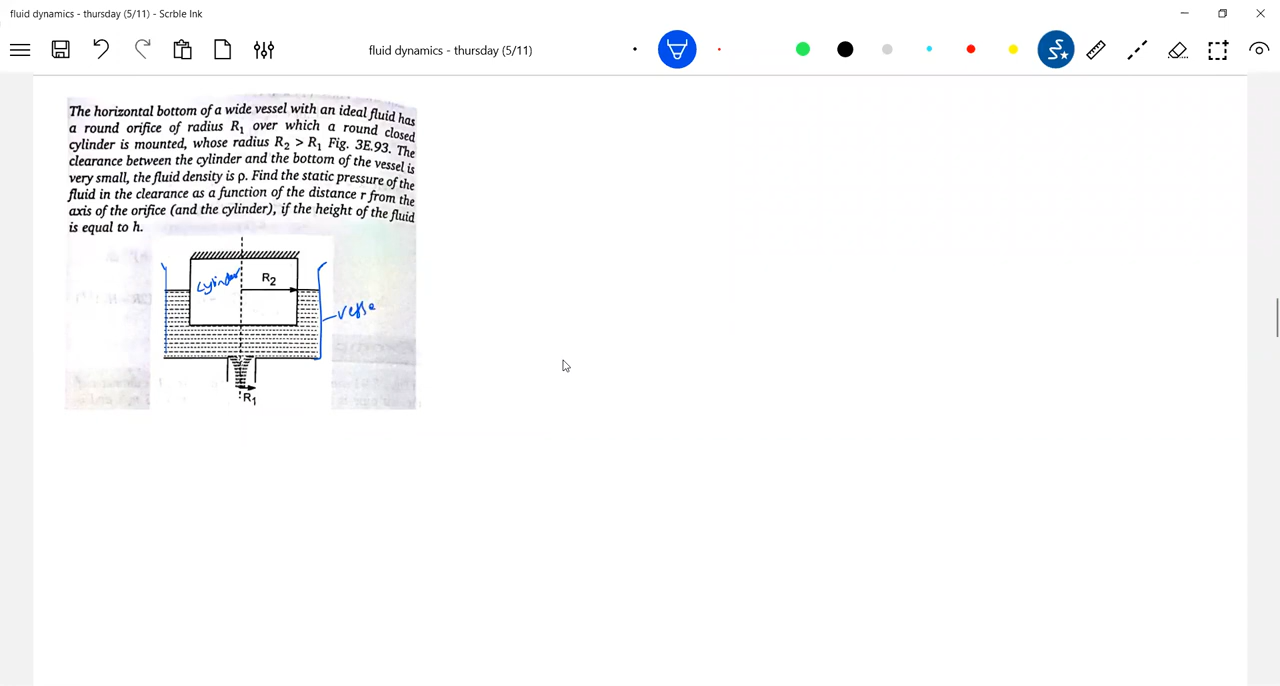 fluid dynamics - thursday (5/11) - Scrble Ink
fluid dynamics - thursday (5/11)
The horizontal bottom of a wide vessel with an ideal fluid has
a round orifice of radius R₁ over which a round closed
cylinder is mounted, whose radius R₂ > R₁ Fig. 3E.93. The
clearance between the cylinder and the bottom of the vessel is
very small, the fluid density is ρ. Find the static pressure of the
fluid in the clearance as a function of the distance r from the
axis of the orifice (and the cylinder), if the height of the fluid
is equal to h.
cylinder
R₂
vesse
R₁